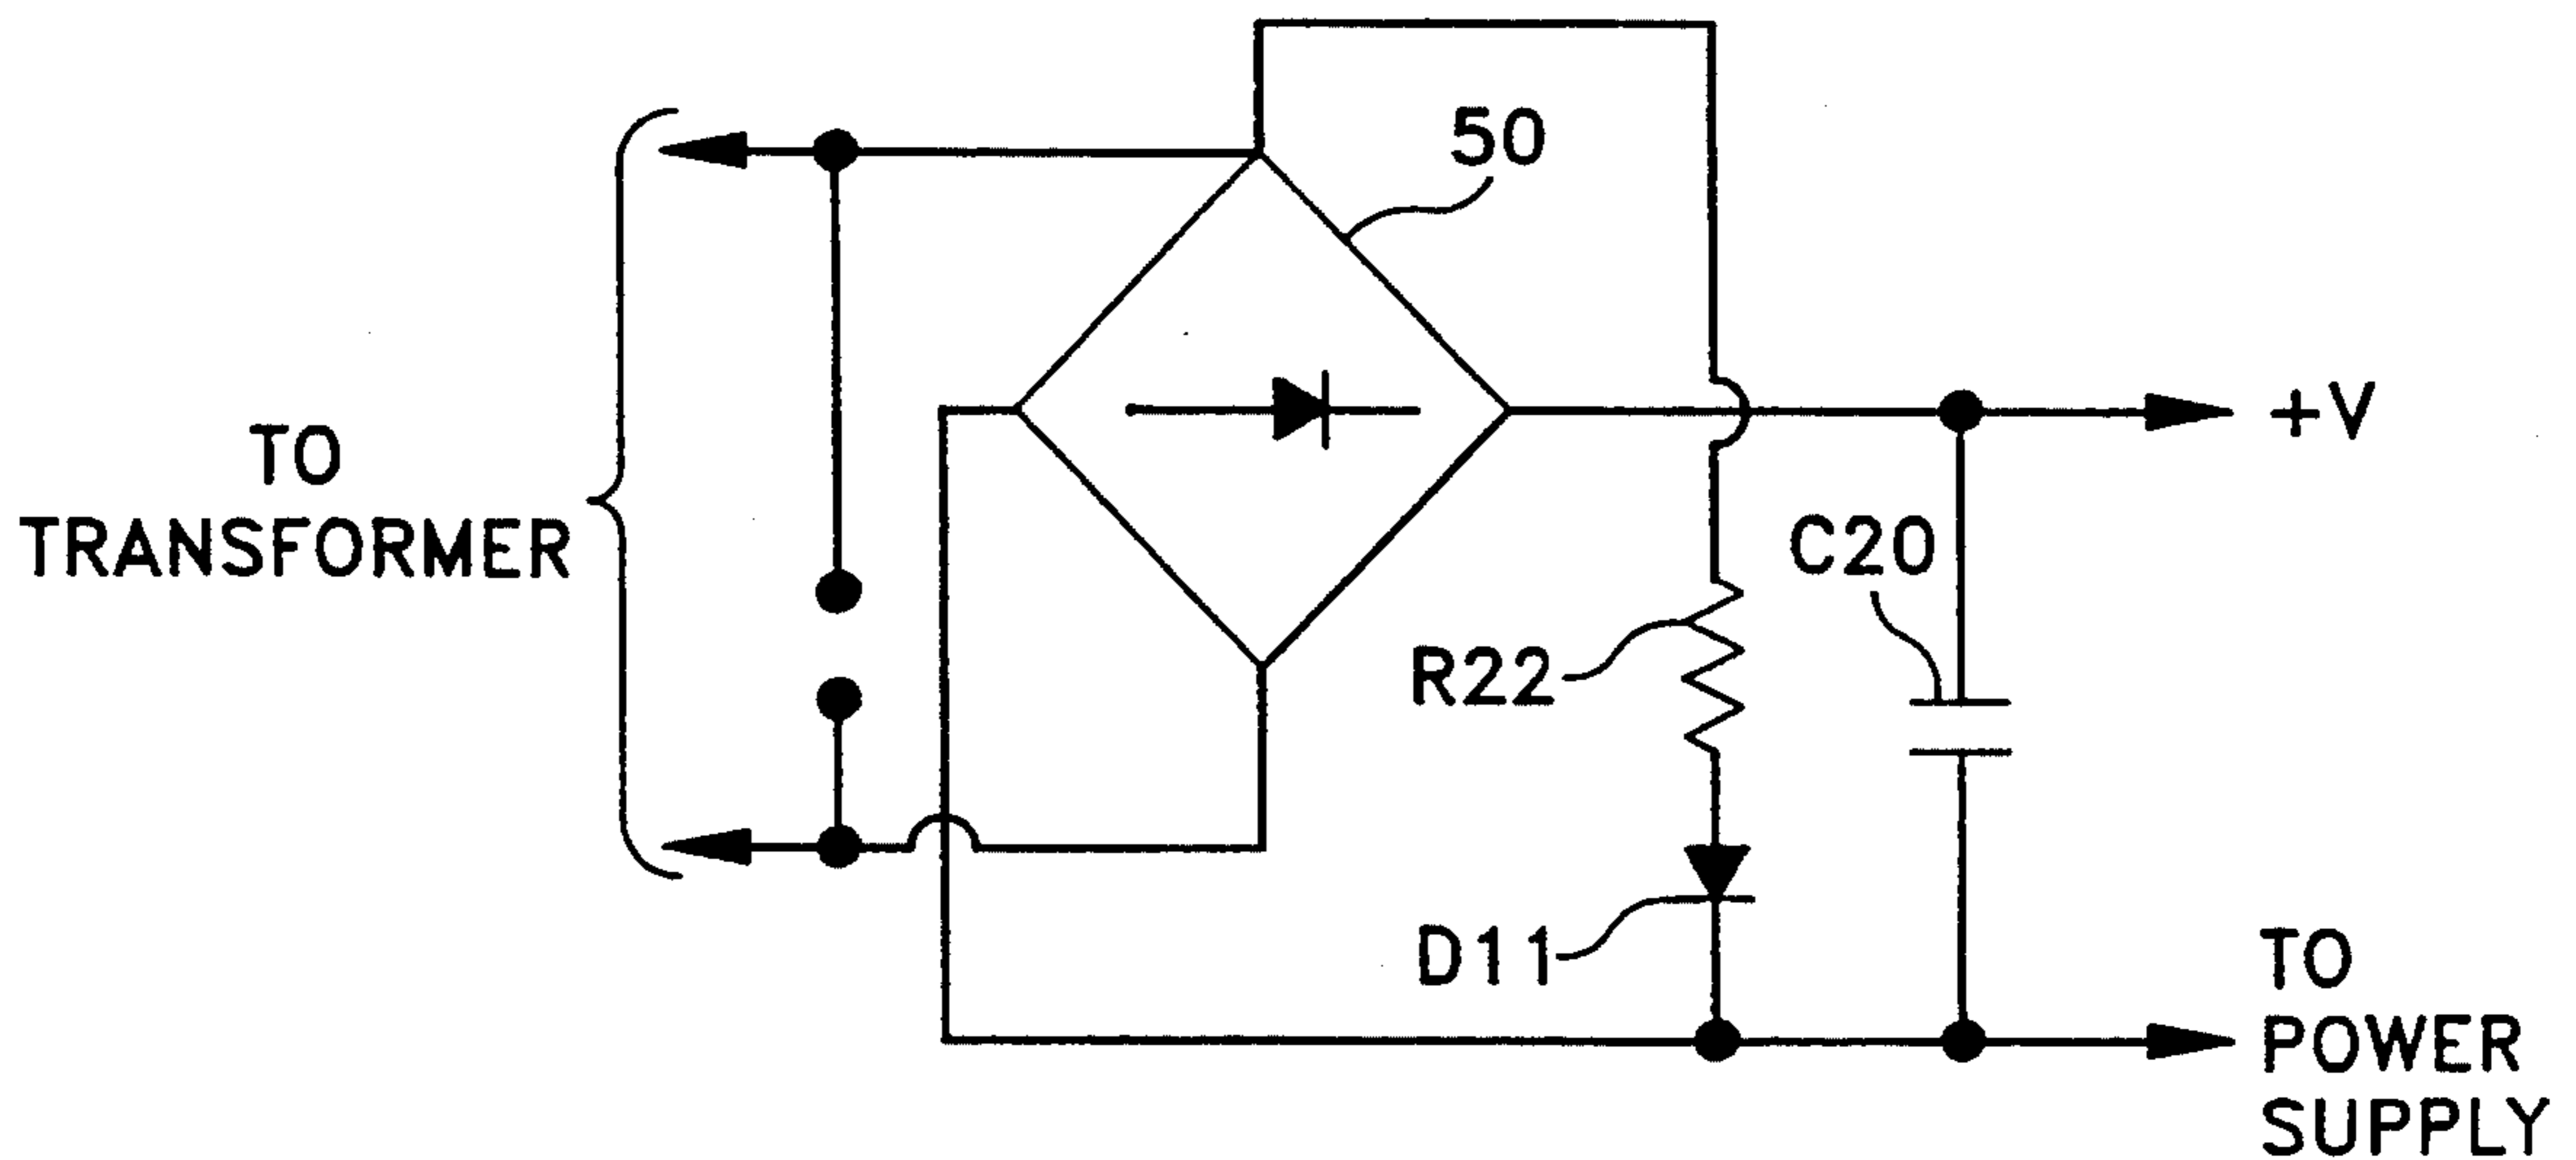 50
+V
TO
TRANSFORMER
C20
R22
D11
TO
POWER
SUPPLY